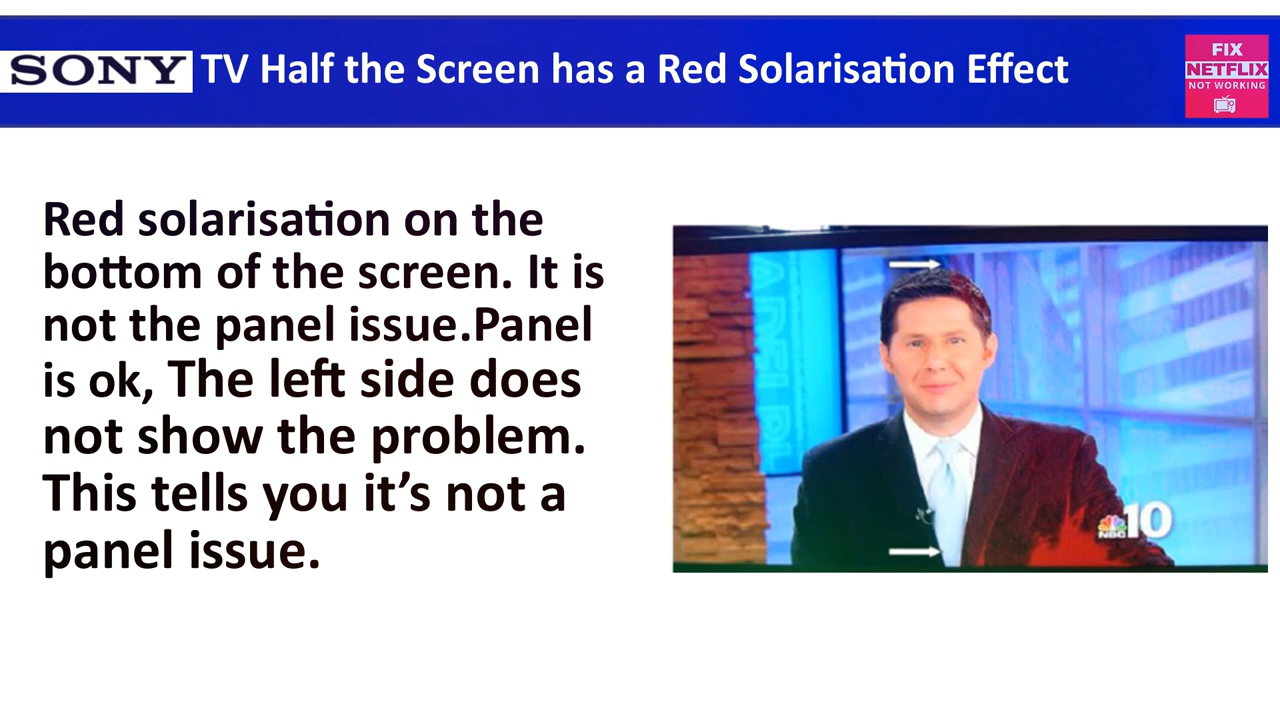 SONY TV Half the Screen has a Red Solarisation Effect
FIX
NETFLIX
NOT WORKING
Red solarisation on the
bottom of the screen. It is
not the panel issue.Panel
is ok, The left side does
not show the problem.
This tells you it’s not a
panel issue.
10
NBC